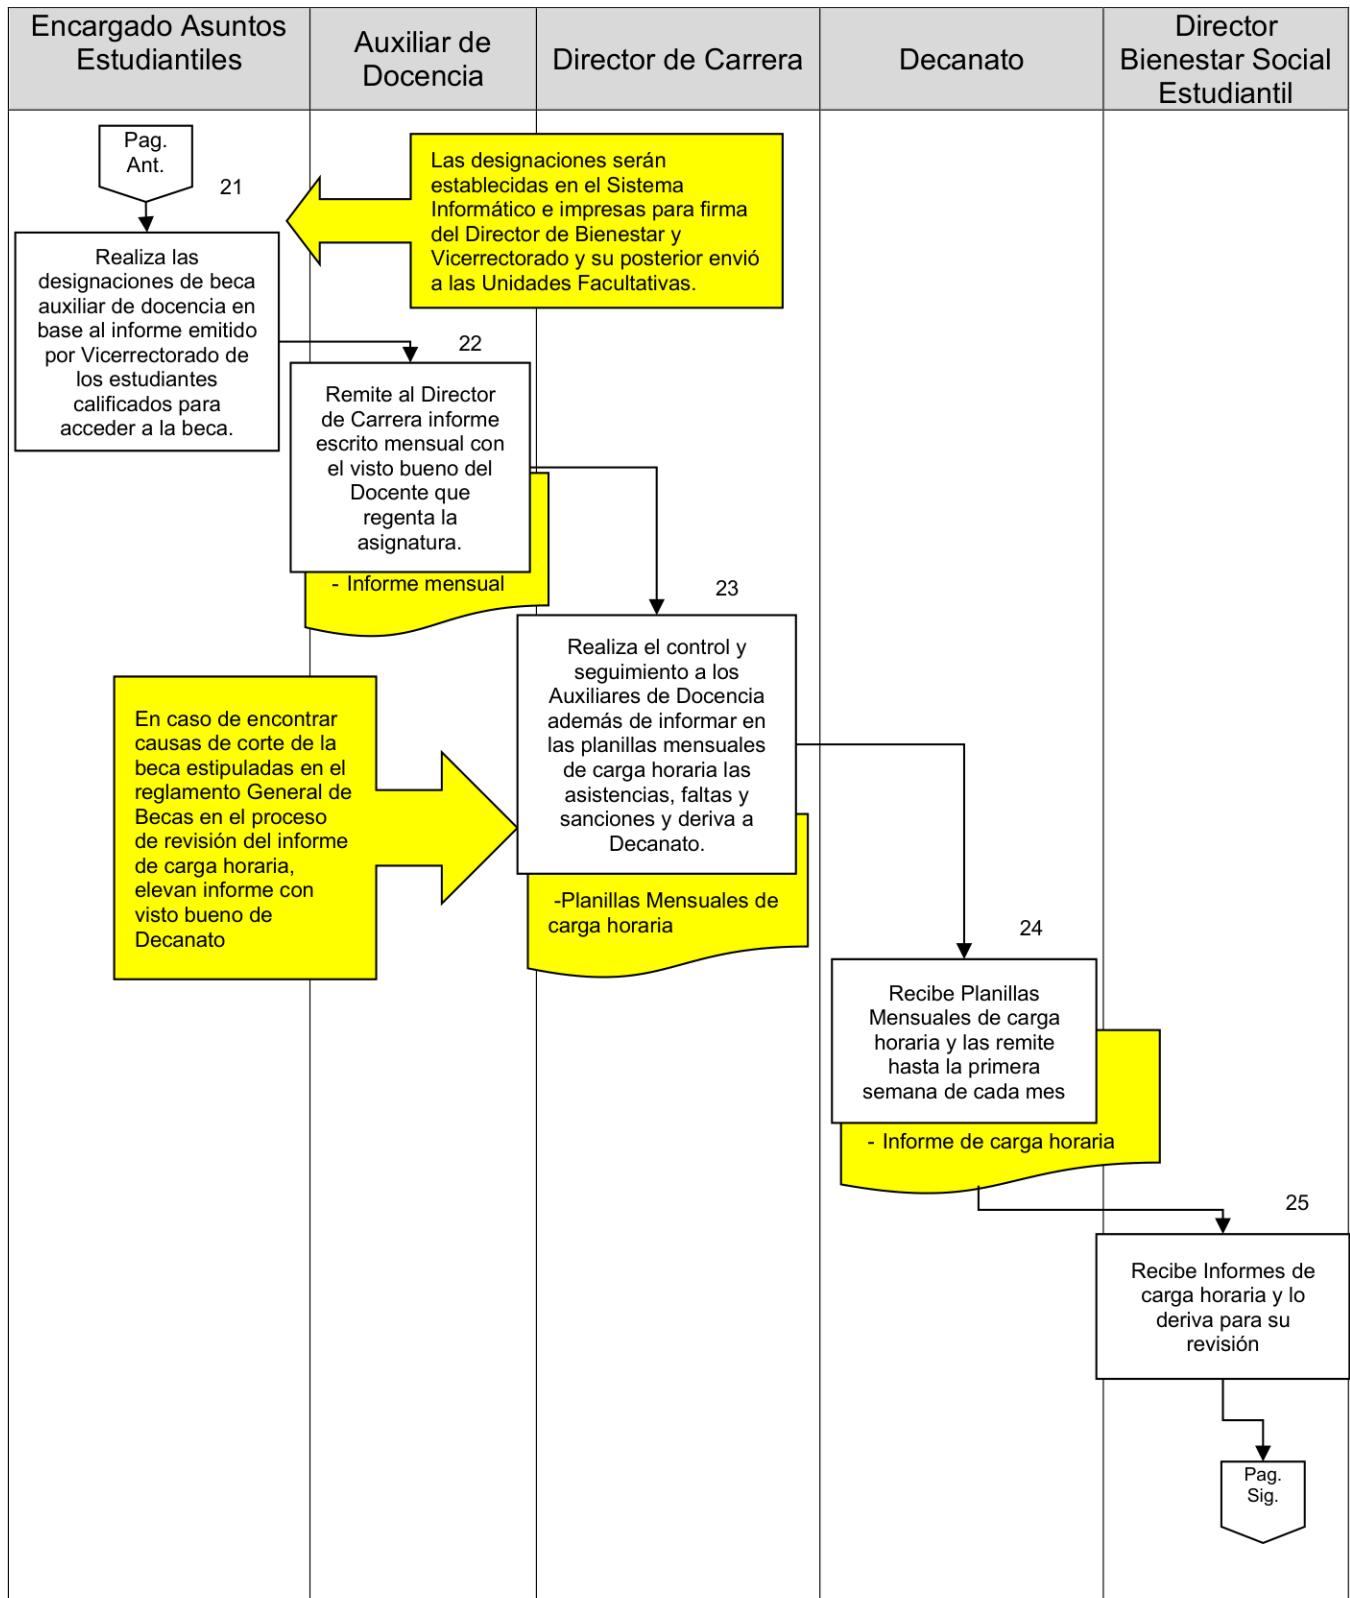 Encargado Asuntos
Estudiantiles
Auxiliar de
Docencia
Director de Carrera
Decanato
Director
Bienestar Social
Estudiantil
Pag.
Ant.
21
Las designaciones serán
establecidas en el Sistema
Informático e impresas para firma
del Director de Bienestar y
Vicerrectorado y su posterior envió
a las Unidades Facultativas.
Realiza las
designaciones de beca
auxiliar de docencia en
base al informe emitido
por Vicerrectorado de
los estudiantes
calificados para
acceder a la beca.
22
Remite al Director
de Carrera informe
escrito mensual con
el visto bueno del
Docente que
regenta la
asignatura.
- Informe mensual
23
Realiza el control y
seguimiento a los
Auxiliares de Docencia
además de informar en
las planillas mensuales
de carga horaria las
asistencias, faltas y
sanciones y deriva a
Decanato.
-Planillas Mensuales de
carga horaria
En caso de encontrar
causas de corte de la
beca estipuladas en el
reglamento General de
Becas en el proceso
de revisión del informe
de carga horaria,
elevan informe con
visto bueno de
Decanato
24
Recibe Planillas
Mensuales de carga
horaria y las remite
hasta la primera
semana de cada mes
- Informe de carga horaria
25
Recibe Informes de
carga horaria y lo
deriva para su
revisión
Pag.
Sig.